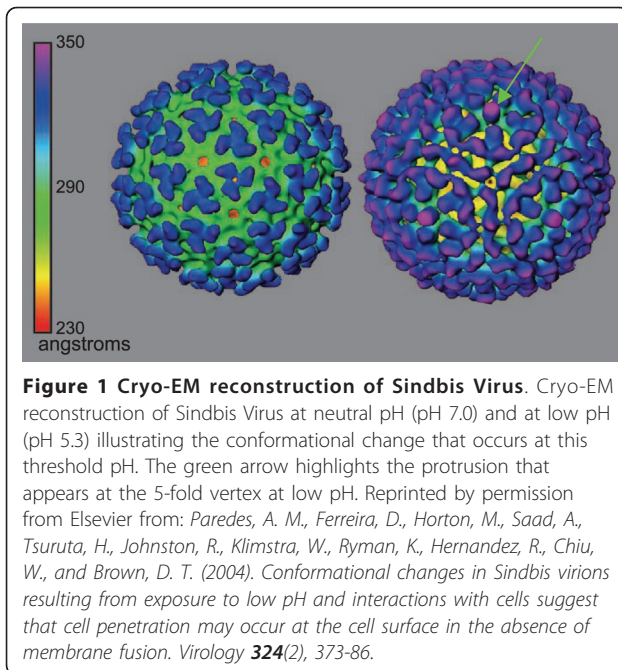 350
290
230
angstroms
Figure 1 Cryo-EM reconstruction of Sindbis Virus. Cryo-EM
reconstruction of Sindbis Virus at neutral pH (pH 7.0) and at low pH
(pH 5.3) illustrating the conformational change that occurs at this
threshold pH. The green arrow highlights the protrusion that
appears at the 5-fold vertex at low pH. Reprinted by permission
from Elsevier from: Paredes, A. M., Ferreira, D., Horton, M., Saad, A.,
Tsuruta, H., Johnston, R., Klimstra, W., Ryman, K., Hernandez, R., Chiu,
W., and Brown, D. T. (2004). Conformational changes in Sindbis virions
resulting from exposure to low pH and interactions with cells suggest
that cell penetration may occur at the cell surface in the absence of
membrane fusion. Virology 324(2), 373-86.